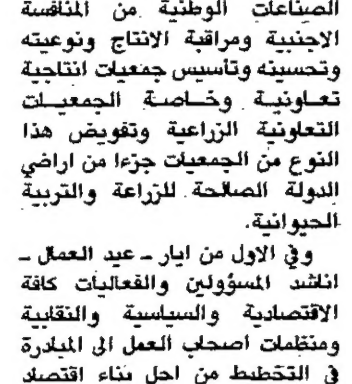 الصناعات الوطنية من المنافسة
الاجنبية ومراقبة الانتاج ونوعيته
وتحسينه وتأسيس جمعيات انتاجية
تعاونية وخاصة الجمعيات
التعاونية الزراعية وتفويض هذا
النوع من الجمعيات جزءا من اراضي
الدولة الصالحة للزراعة والتربية
الحيوانية.
وفي الاول من ايار - عيد العمال -
اناشد المسؤولين والفعاليات كافة
الاقتصادية والسياسية والنقابية
ومنظمات اصحاب العمل الى المبادرة
في التخطيط من اجل بناء اقتصاد